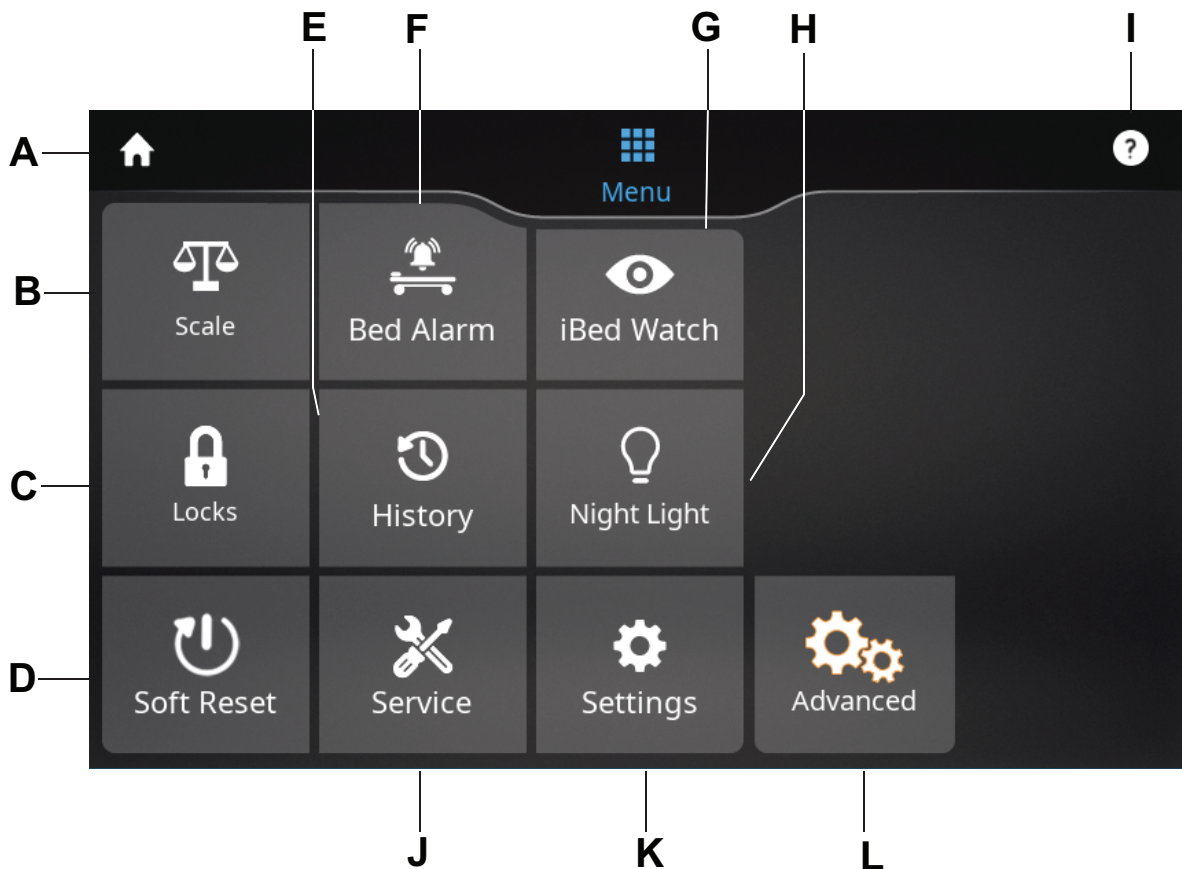 E F G H I
A
?
Menu
B
Scale Bed Alarm iBed Watch
C
Locks History Night Light
D
Soft Reset Service Settings Advanced
J K L